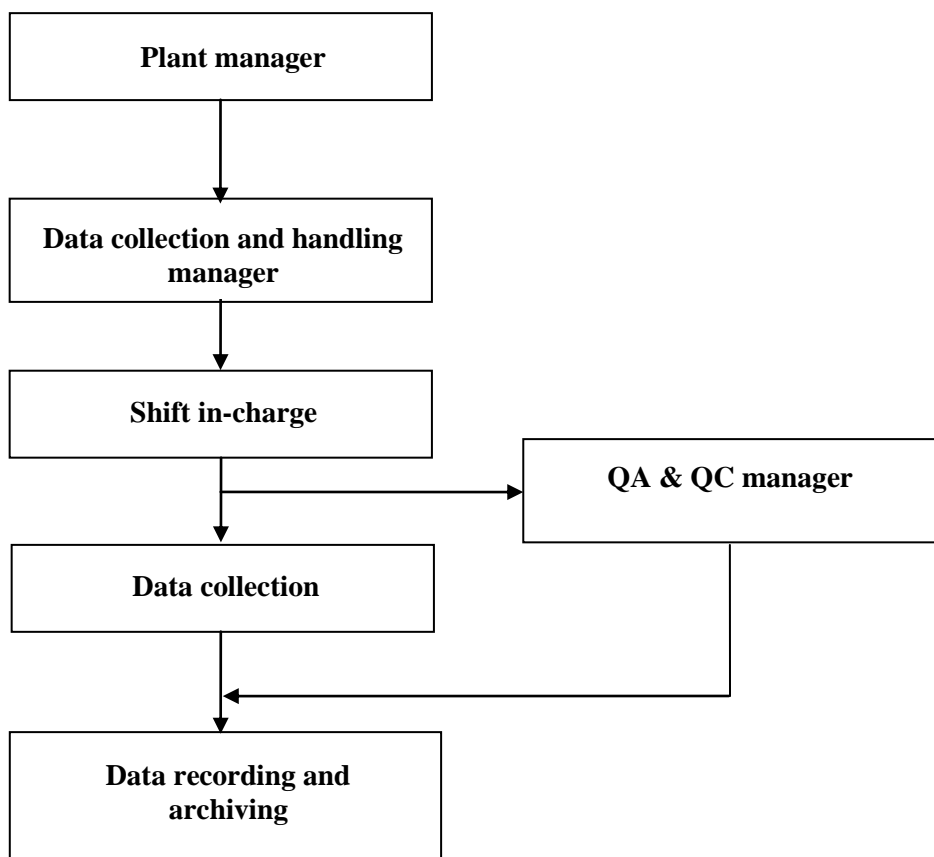 Plant manager
Data collection and handling
manager
Shift in-charge
QA & QC manager
Data collection
Data recording and
archiving